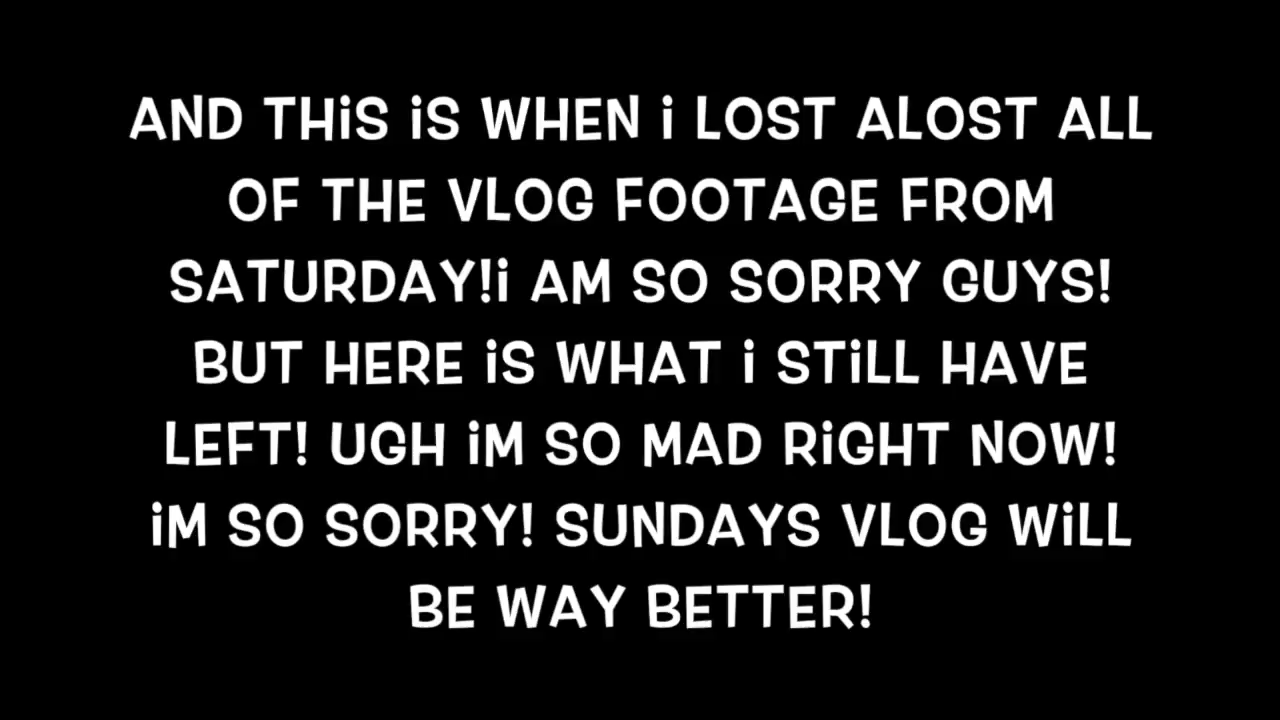 AND THiS iS WHEN i LOST ALOST ALL
OF THE VLOG FOOTAGE FROM
SATURDAY!i AM SO SORRY GUYS!
BUT HERE iS WHAT i STiLL HAVE
LEFT! UGH iM SO MAD RiGHT NOW!
iM SO SORRY! SUNDAYS VLOG WiLL
BE WAY BETTER!